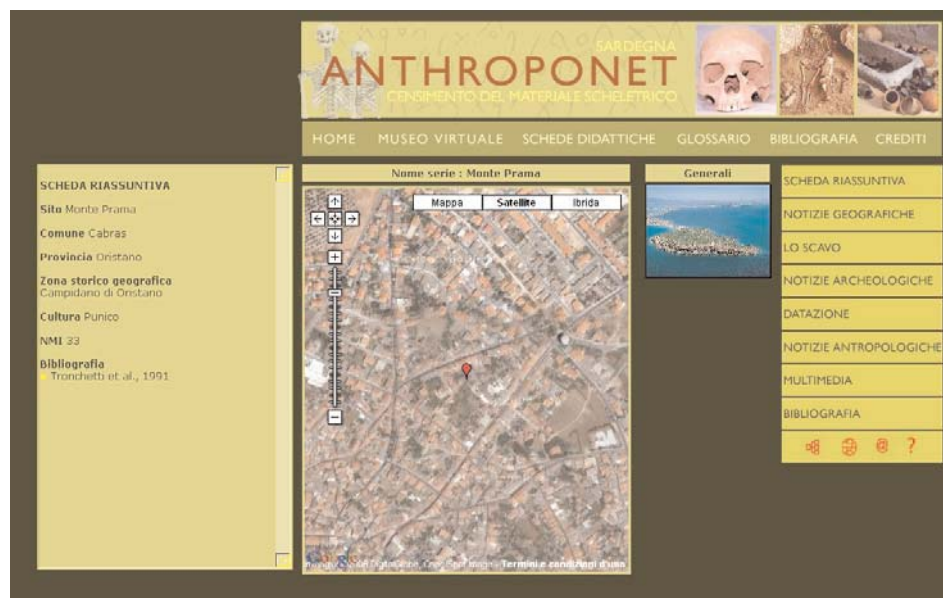 SARDEGNA
ANTHROPONET
CENSIMENTO DEL MATERIALE SCHELETRICO
HOME MUSEO VIRTUALE SCHEDE DIDATTICHE GLOSSARIO BIBLIOGRAFIA CREDITI
SCHEDA RIASSUNTIVA
Sito Monte Prama
Comune Cabras
Provincia Oristano
Zona storico geografica
Campidano di Oristano
Cultura Punico
NMI 33
Bibliografia
Tronchetti et al., 1991
Nome serie : Monte Prama
Mappa Satellite Ibrida
Google
Termini e condizioni d'uso
Generali
SCHEDA RIASSUNTIVA
NOTIZIE GEOGRAFICHE
LO SCAVO
NOTIZIE ARCHEOLOGICHE
DATAZIONE
NOTIZIE ANTROPOLOGICHE
MULTIMEDIA
BIBLIOGRAFIA
?